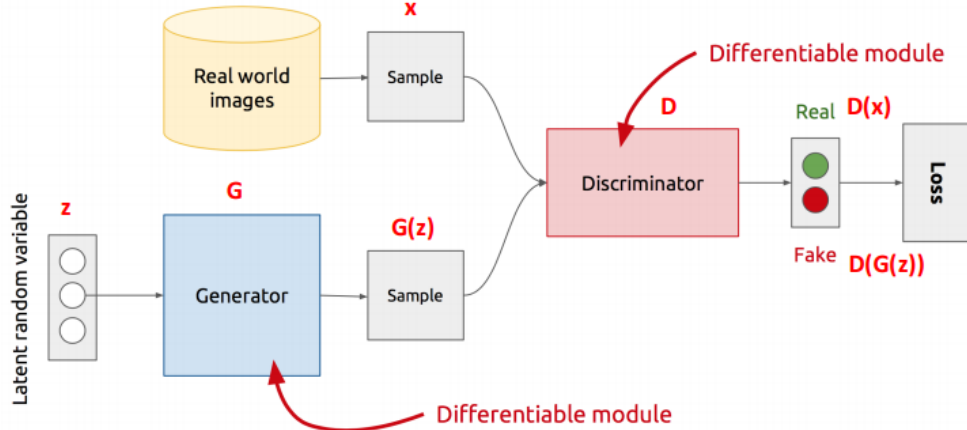 x
Real world
images
Sample
Differentiable module
D
Real
D(x)
Discriminator
Loss
Fake
D(G(z))
Latent random variable
z
G
Generator
G(z)
Sample
Differentiable module